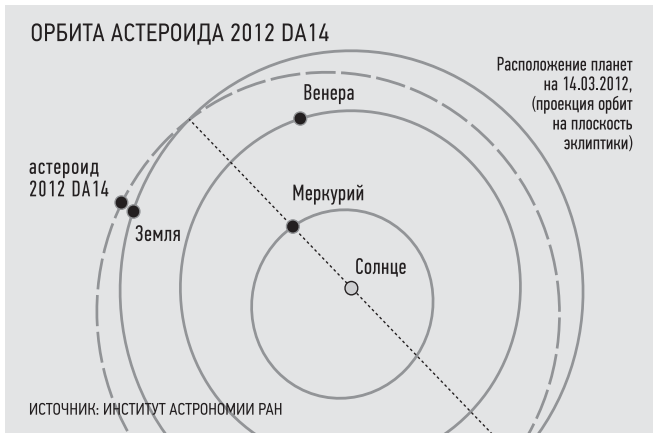 ОРБИТА АСТЕРОИДА 2012 DA14
Расположение планет
на 14.03.2012,
(проекция орбит
на плоскость
эклиптики)
Венера
астероид
2012 DA14
Меркурий
Земля
Солнце
ИСТОЧНИК: ИНСТИТУТ АСТРОНОМИИ РАН